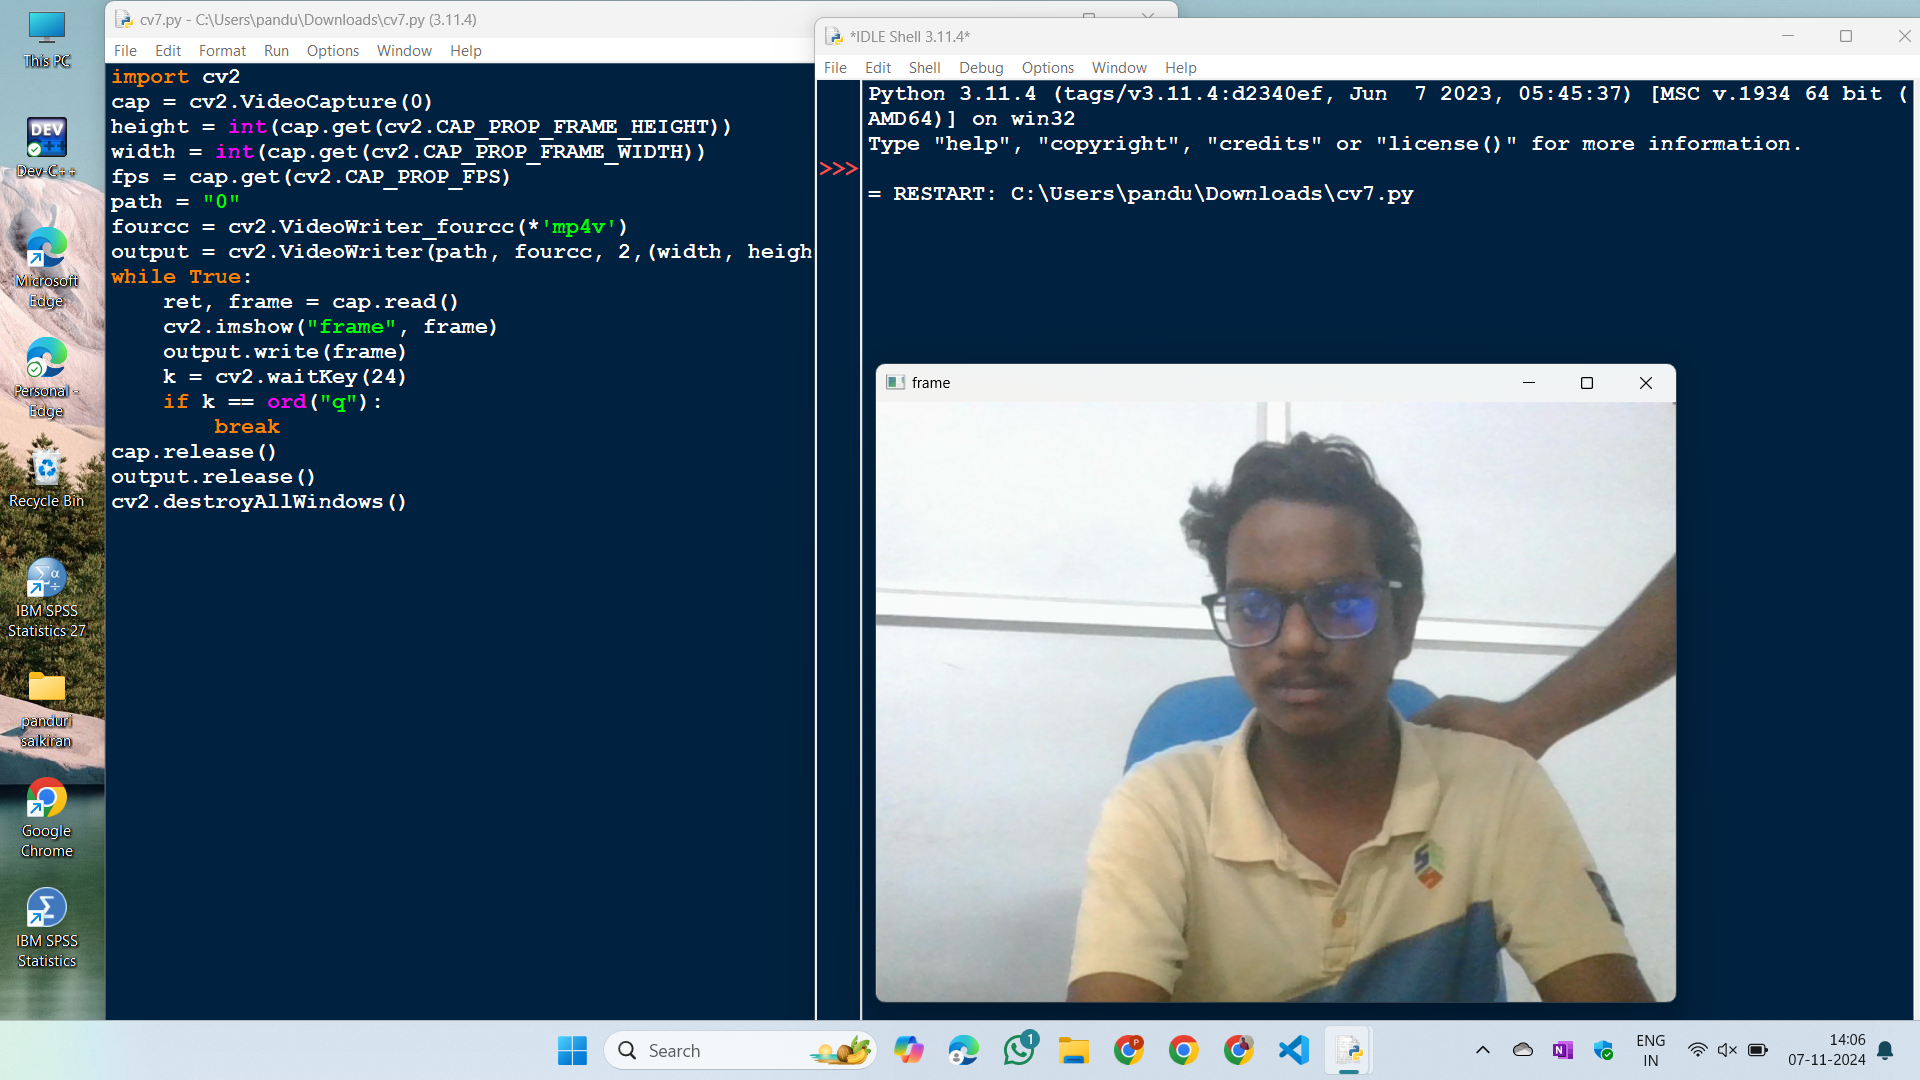 This PC
Dev-C++
Microsoft
Edge
Personal -
Edge
Recycle Bin
IBM SPSS
Statistics 27
panduri
saikiran
Google
Chrome
IBM SPSS
Statistics
cv7.py - C:\Users\pandu\Downloads\cv7.py (3.11.4)
File Edit Format Run Options Window Help
import cv2
cap = cv2.VideoCapture(0)
height = int(cap.get(cv2.CAP_PROP_FRAME_HEIGHT))
width = int(cap.get(cv2.CAP_PROP_FRAME_WIDTH))
fps = cap.get(cv2.CAP_PROP_FPS)
path = "0"
fourcc = cv2.VideoWriter_fourcc(*'mp4v')
output = cv2.VideoWriter(path, fourcc, 2,(width, heigh
while True:
    ret, frame = cap.read()
    cv2.imshow("frame", frame)
    output.write(frame)
    k = cv2.waitKey(24)
    if k == ord("q"):
        break
cap.release()
output.release()
cv2.destroyAllWindows()
*IDLE Shell 3.11.4*
File Edit Shell Debug Options Window Help
Python 3.11.4 (tags/v3.11.4:d2340ef, Jun  7 2023, 05:45:37) [MSC v.1934 64 bit (
AMD64)] on win32
Type "help", "copyright", "credits" or "license()" for more information.
>>>
= RESTART: C:\Users\pandu\Downloads\cv7.py
frame
Search
1
P
ENG
IN
14:06
07-11-2024